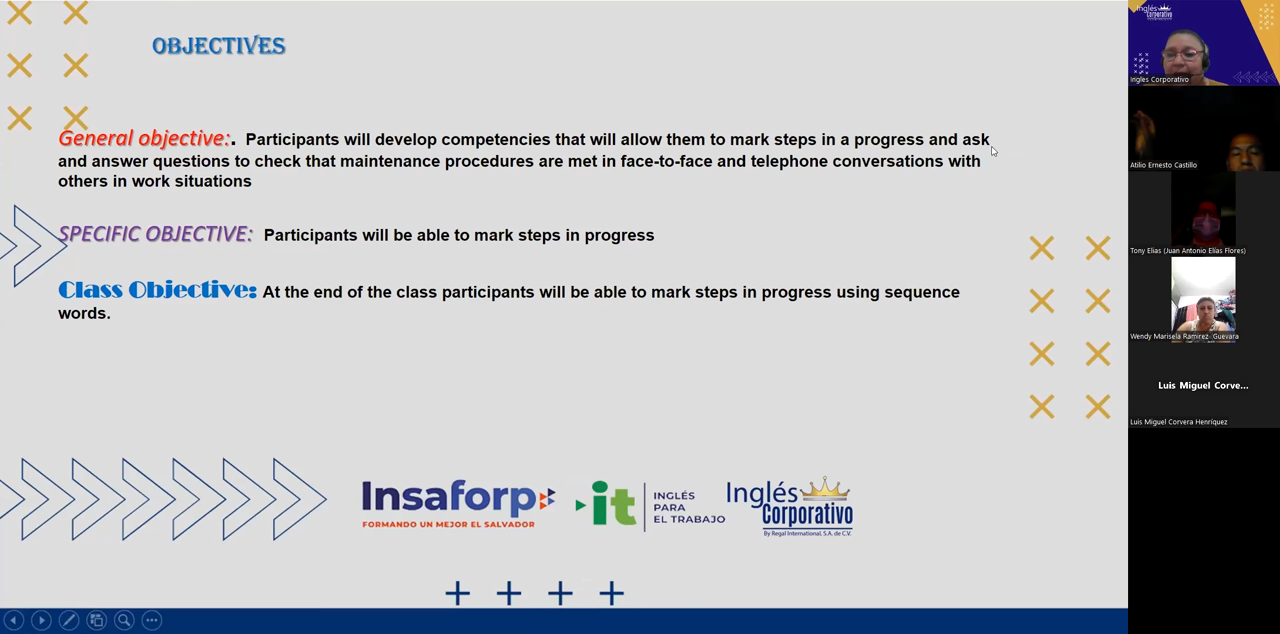 OBJECTIVES
General objective:. Participants will develop competencies that will allow them to mark steps in a progress and ask
and answer questions to check that maintenance procedures are met in face-to-face and telephone conversations with
others in work situations
SPECIFIC OBJECTIVE: Participants will be able to mark steps in progress
Class Objective: At the end of the class participants will be able to mark steps in progress using sequence
words.
Insaforp
FORMANDO UN MEJOR EL SALVADOR
it
INGLÉS
PARA
EL TRABAJO
Inglés
Corporativo
By Regal International, S.A. de C.V.
Inglés
Corporativo
Ingles Corporativo
Atilio Ernesto Castillo
Tony Elias (Juan Antonio Elías Flores)
Wendy Marisela Ramirez Guevara
Luis Miguel Corve...
Luis Miguel Corvera Henríquez